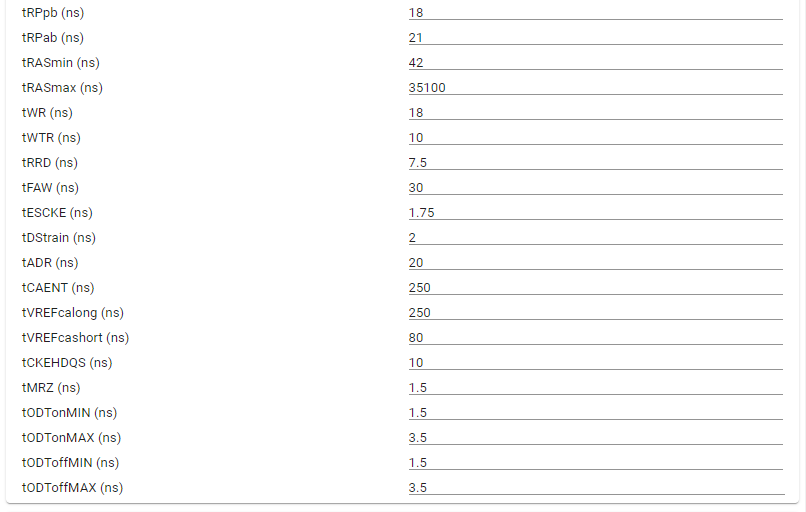 tRPpb (ns) 18
tRPab (ns) 21
tRASmin (ns) 42
tRASmax (ns) 35100
tWR (ns) 18
tWTR (ns) 10
tRRD (ns) 7.5
tFAW (ns) 30
tESCKE (ns) 1.75
tDStrain (ns) 2
tADR (ns) 20
tCAENT (ns) 250
tVREFcalong (ns) 250
tVREFcashort (ns) 80
tCKEHDQS (ns) 10
tMRZ (ns) 1.5
tODTonMIN (ns) 1.5
tODTonMAX (ns) 3.5
tODToffMIN (ns) 1.5
tODToffMAX (ns) 3.5